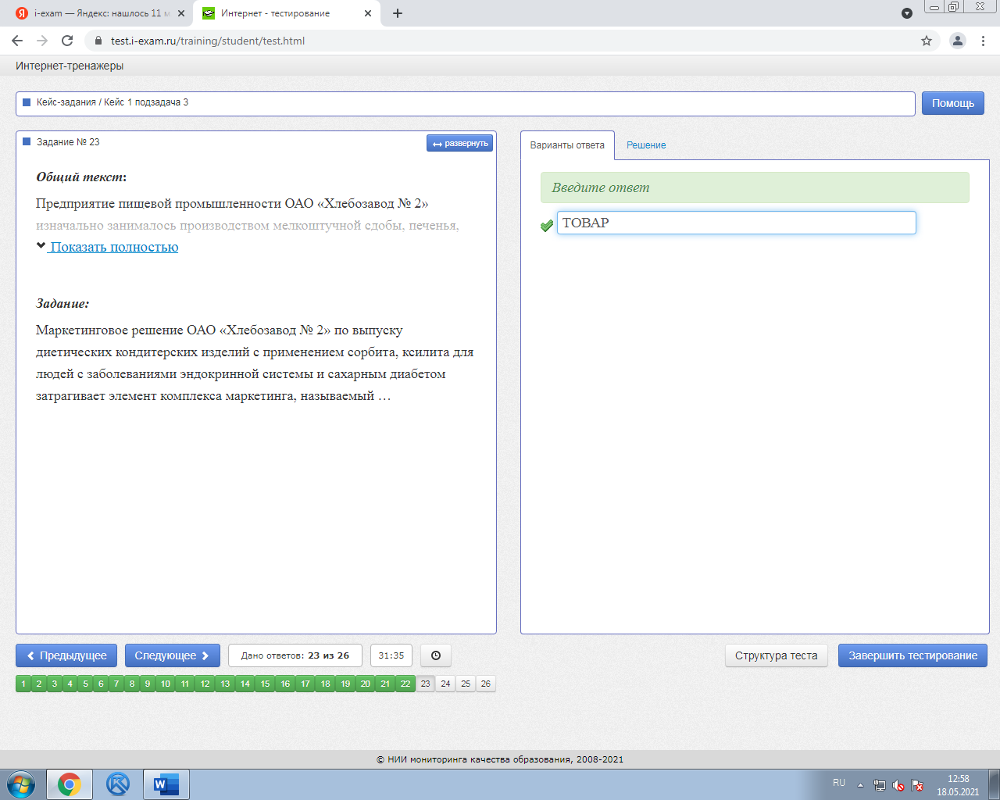 i-exam — Яндекс: нашлось 11 м
Интернет - тестирование
test.i-exam.ru/training/student/test.html
Интернет-тренажеры
Кейс-задания / Кейс 1 подзадача 3
Помощь
Задание № 23
развернуть
Общий текст:
Предприятие пищевой промышленности ОАО «Хлебозавод № 2»
изначально занималось производством мелкоштучной сдобы, печенья,
Показать полностью
Задание:
Маркетинговое решение ОАО «Хлебозавод № 2» по выпуску
диетических кондитерских изделий с применением сорбита, ксилита для
людей с заболеваниями эндокринной системы и сахарным диабетом
затрагивает элемент комплекса маркетинга, называемый …
Варианты ответа
Решение
Введите ответ
ТОВАР
Предыдущее
Следующее
Дано ответов: 23 из 26
31:35
Структура теста
Завершить тестирование
1 2 3 4 5 6 7 8 9 10 11 12 13 14 15 16 17 18 19 20 21 22 23 24 25 26
© НИИ мониторинга качества образования, 2008-2021
RU
12:58
18.05.2021